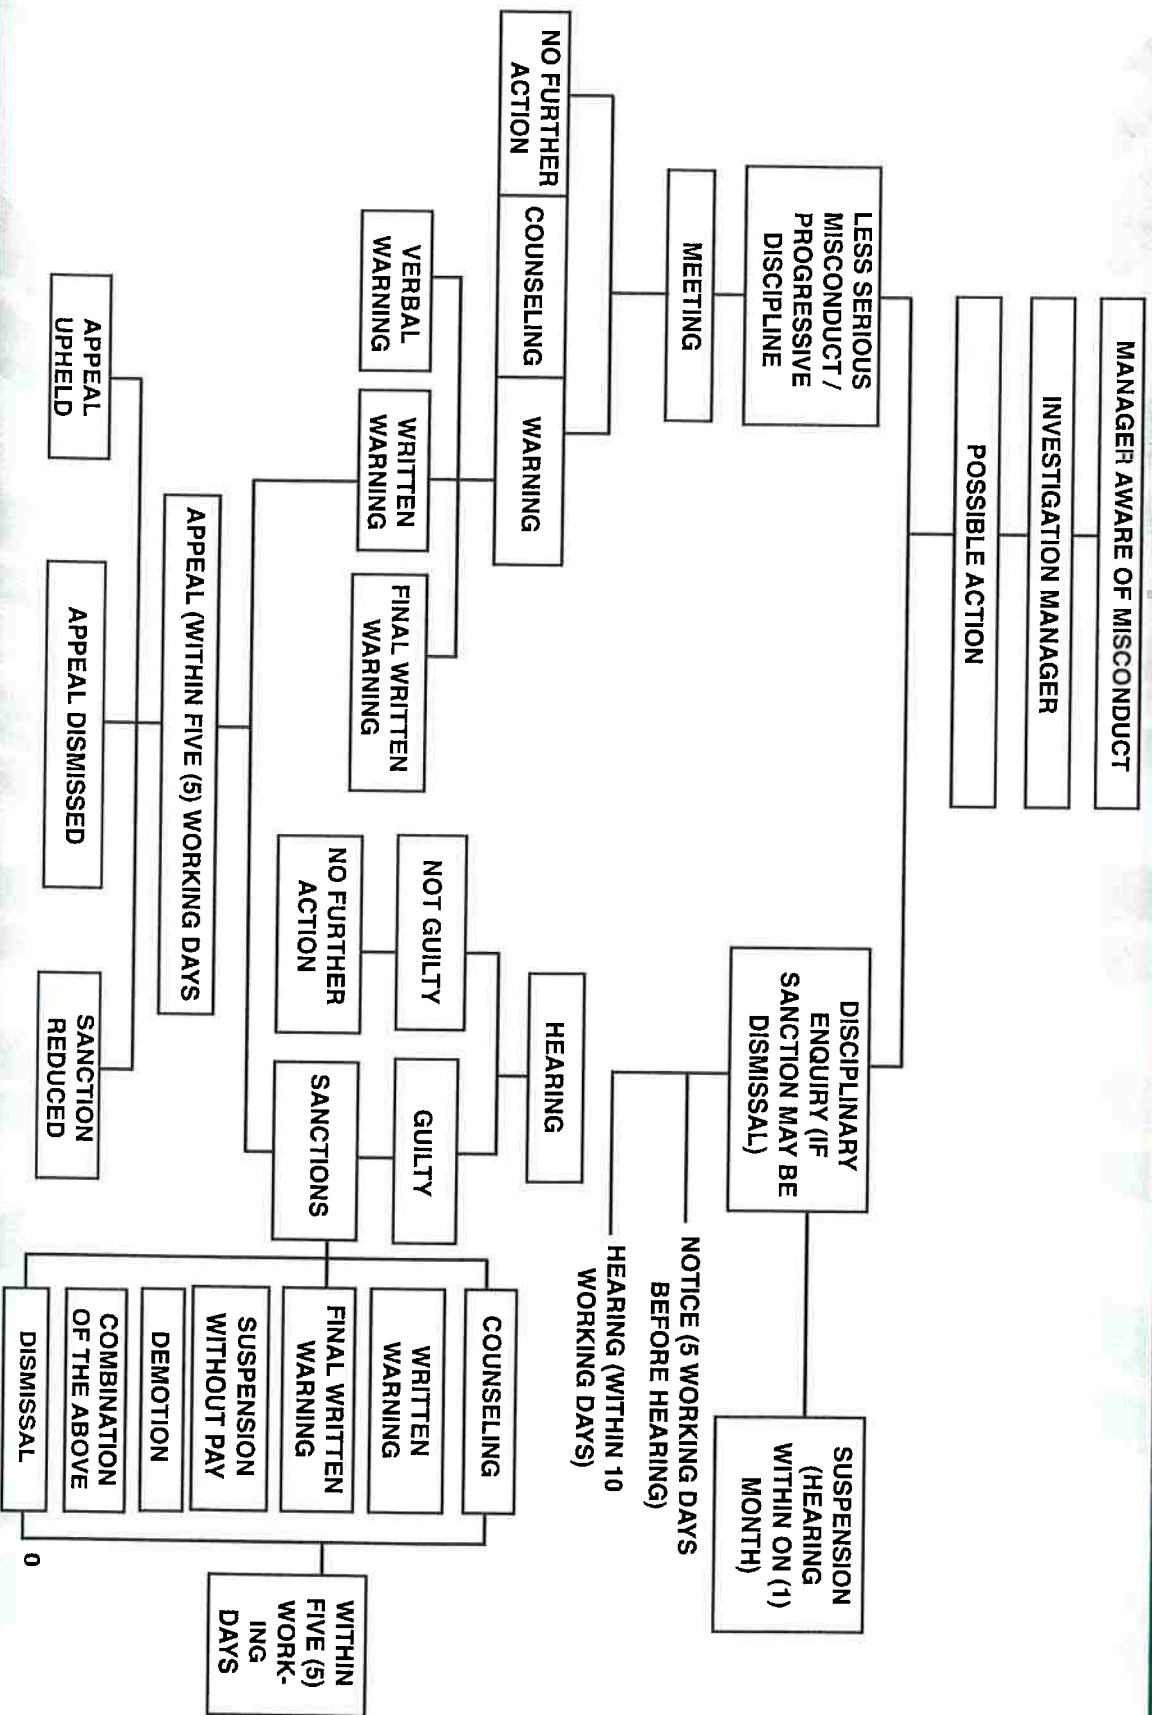 MANAGER AWARE OF MISCONDUCT
INVESTIGATION MANAGER
POSSIBLE ACTION
LESS SERIOUS
MISCONDUCT /
PROGRESSIVE
DISCIPLINE
DISCIPLINARY
ENQUIRY (IF
SANCTION MAY BE
DISMISSAL)
SUSPENSION
(HEARING
WITHIN ON (1)
MONTH)
MEETING
NOTICE (5 WORKING DAYS
BEFORE HEARING)
HEARING (WITHIN 10
WORKING DAYS)
NO FURTHER
ACTION
COUNSELING
WARNING
HEARING
VERBAL
WARNING
WRITTEN
WARNING
FINAL WRITTEN
WARNING
NOT GUILTY
GUILTY
NO FURTHER
ACTION
SANCTIONS
COUNSELING
WRITTEN
WARNING
FINAL WRITTEN
WARNING
SUSPENSION
WITHOUT PAY
DEMOTION
COMBINATION
OF THE ABOVE
DISMISSAL
WITHIN
FIVE (5)
WORK-
ING
DAYS
APPEAL (WITHIN FIVE (5) WORKING DAYS
APPEAL
UPHELD
APPEAL DISMISSED
SANCTION
REDUCED
0